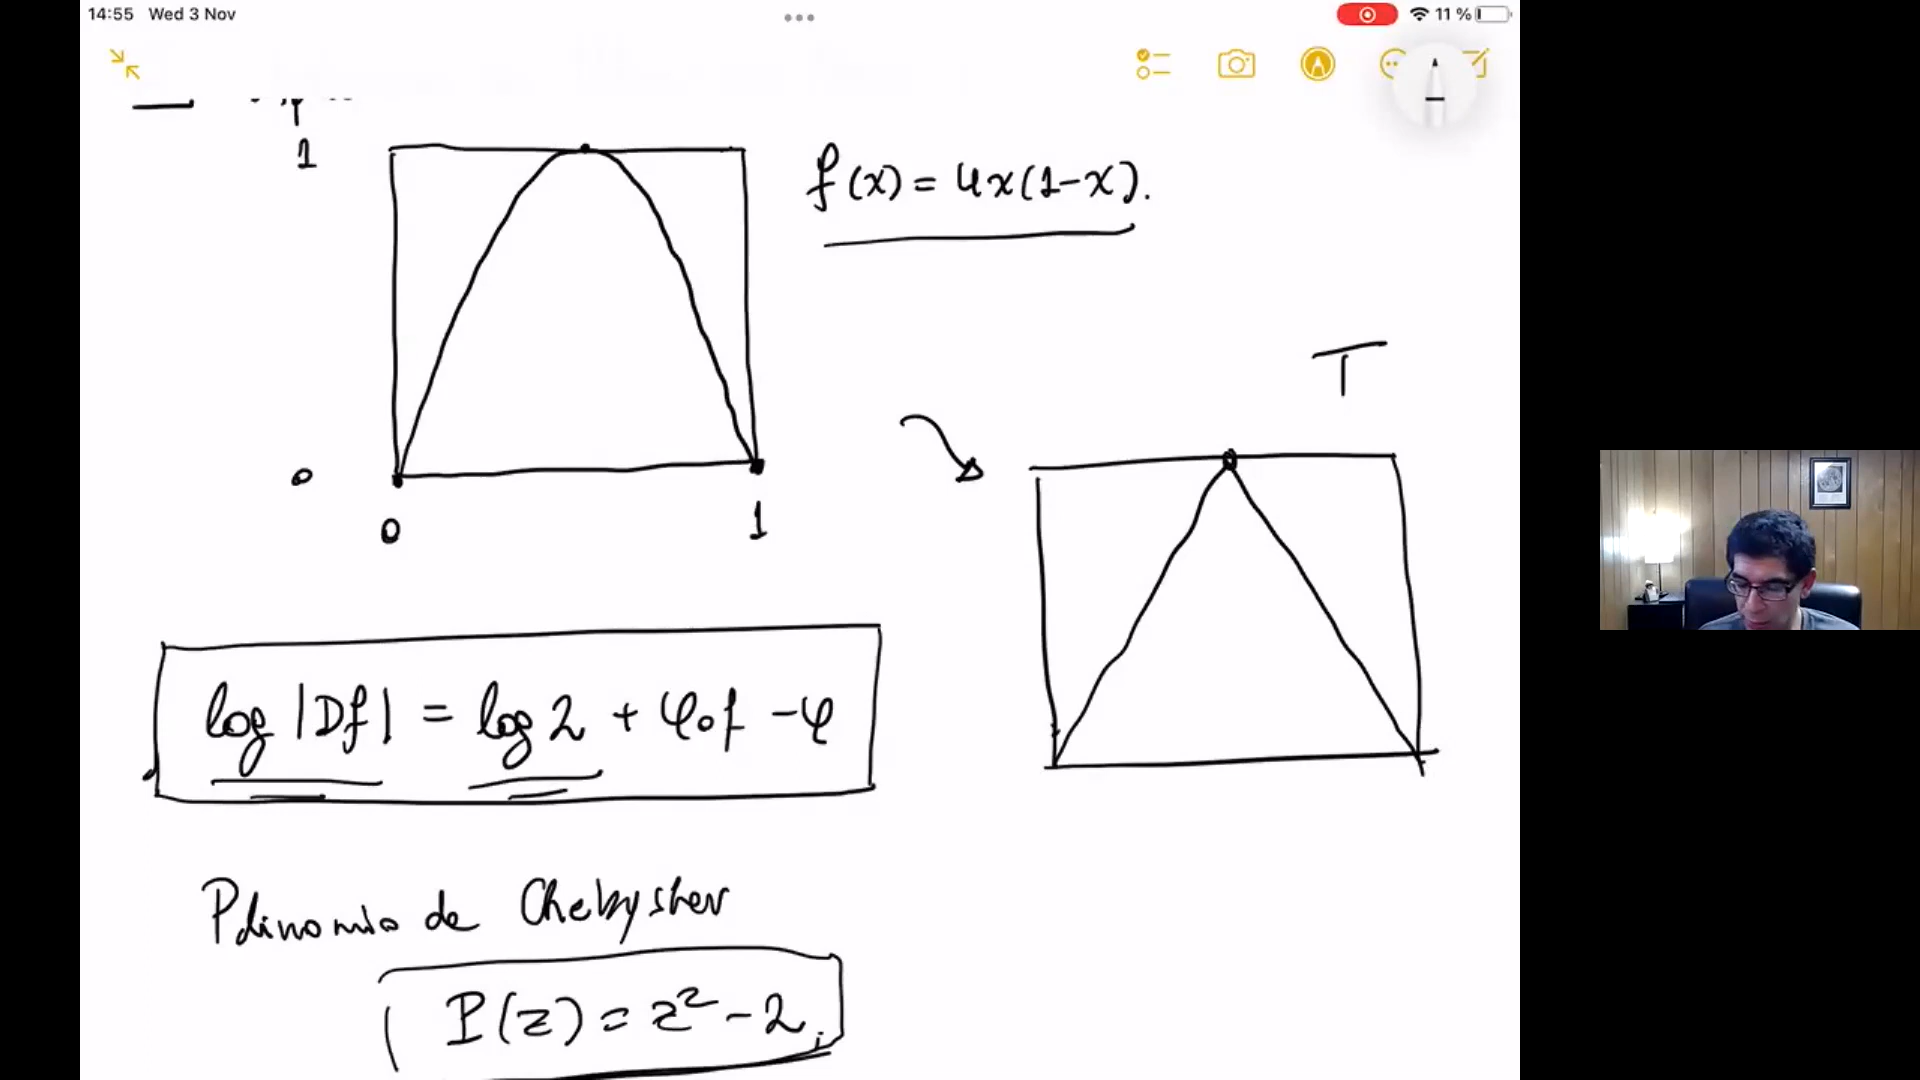 14:55 Wed 3 Nov
11 %
1
f(x) = 4x(1-x).
T
0
0 1
log |Df| = log 2 + φ∘f - φ
Polinomio de Chebyshev
P(z) = z² - 2,